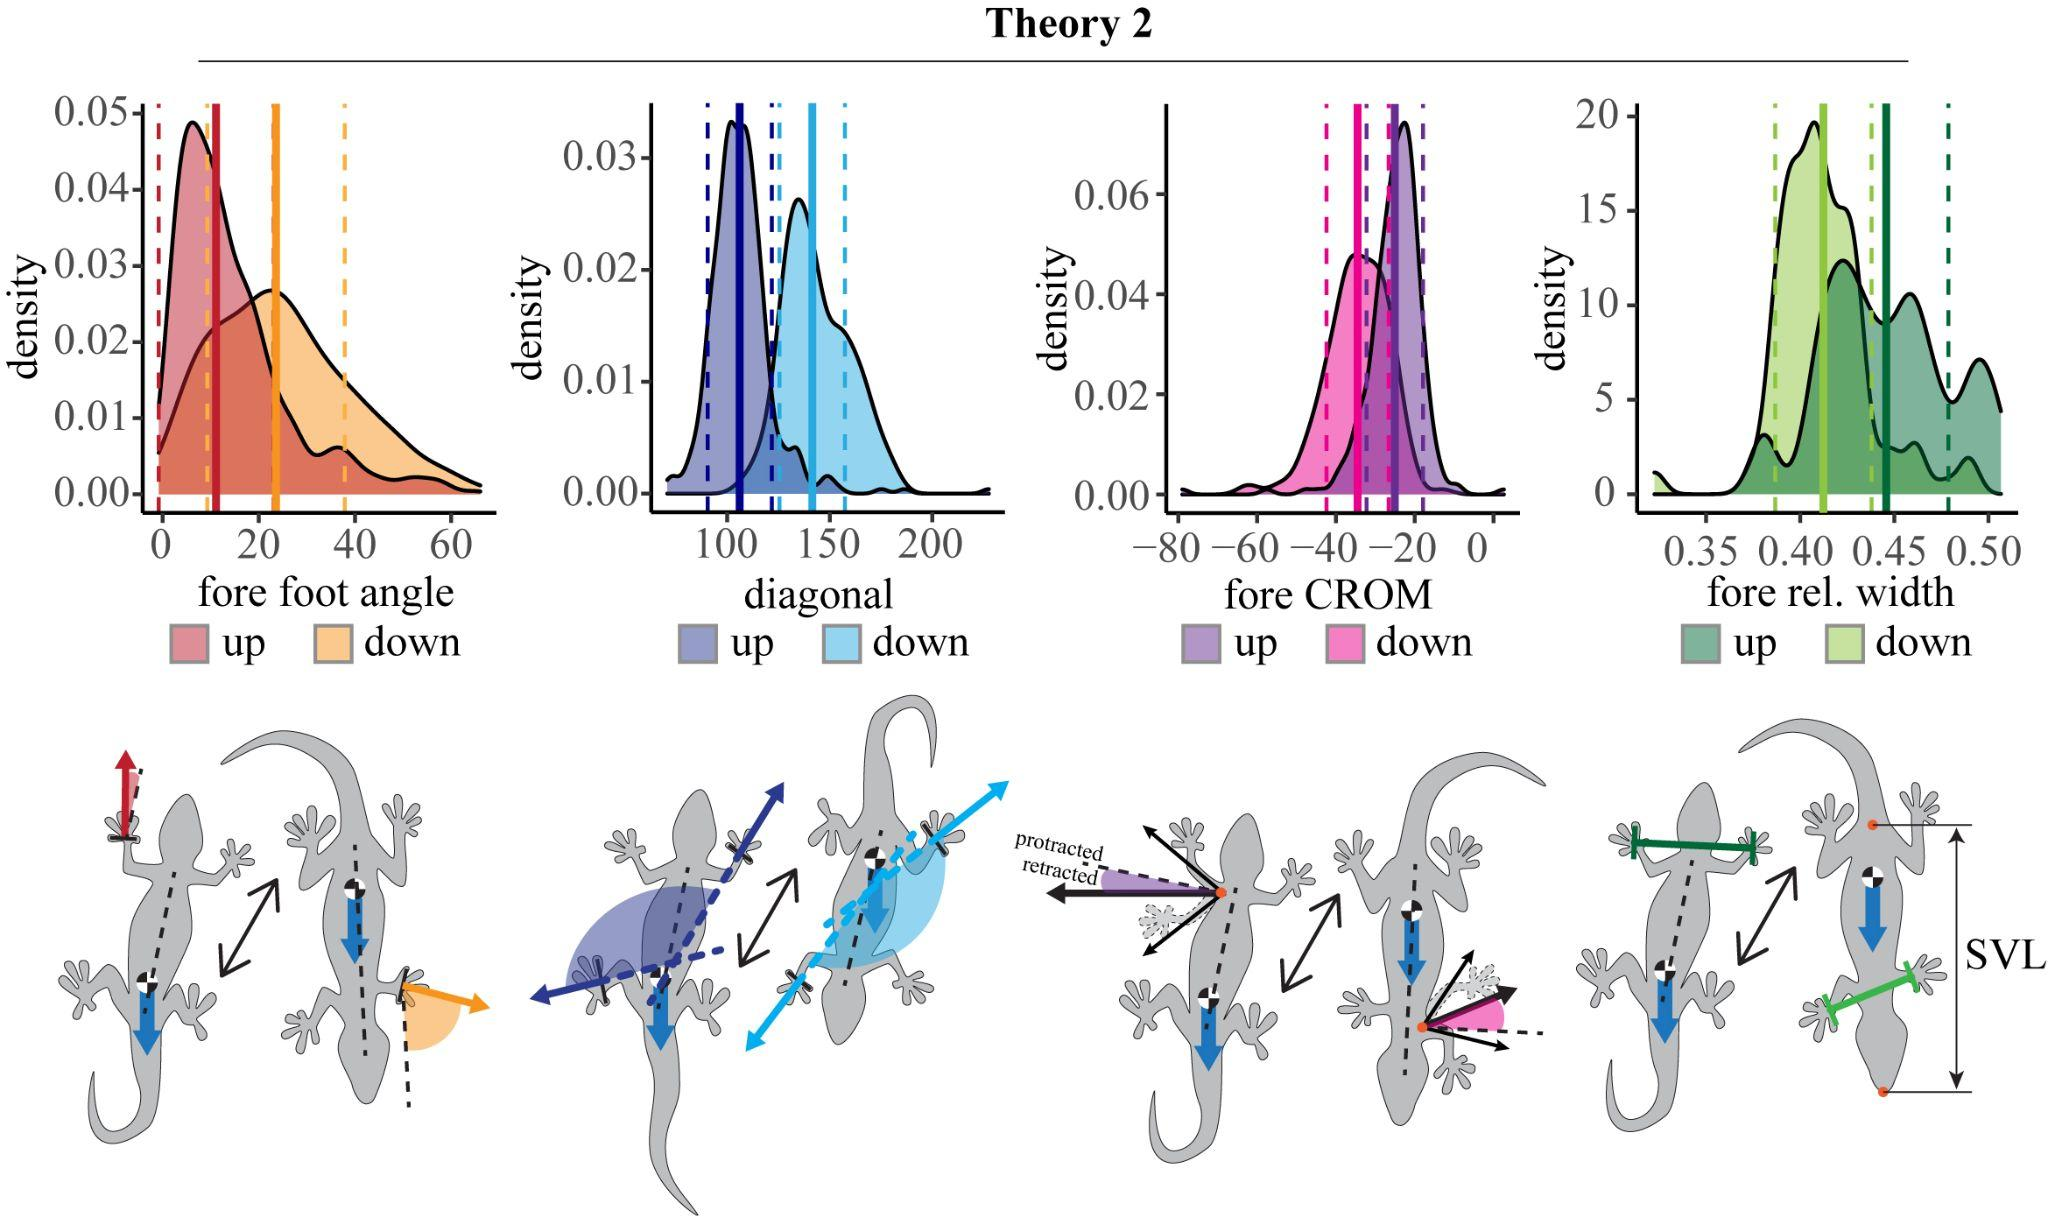 Theory 2
density
0.05
0.04
0.03
0.02
0.01
0.00
0 20 40 60
fore foot angle
up down
density
0.03
0.02
0.01
0.00
100 150 200
diagonal
up down
density
0.06
0.04
0.02
0.00
−80 −60 −40 −20 0
fore CROM
up down
density
20
15
10
5
0
0.35 0.40 0.45 0.50
fore rel. width
up down
protracted
retracted
SVL